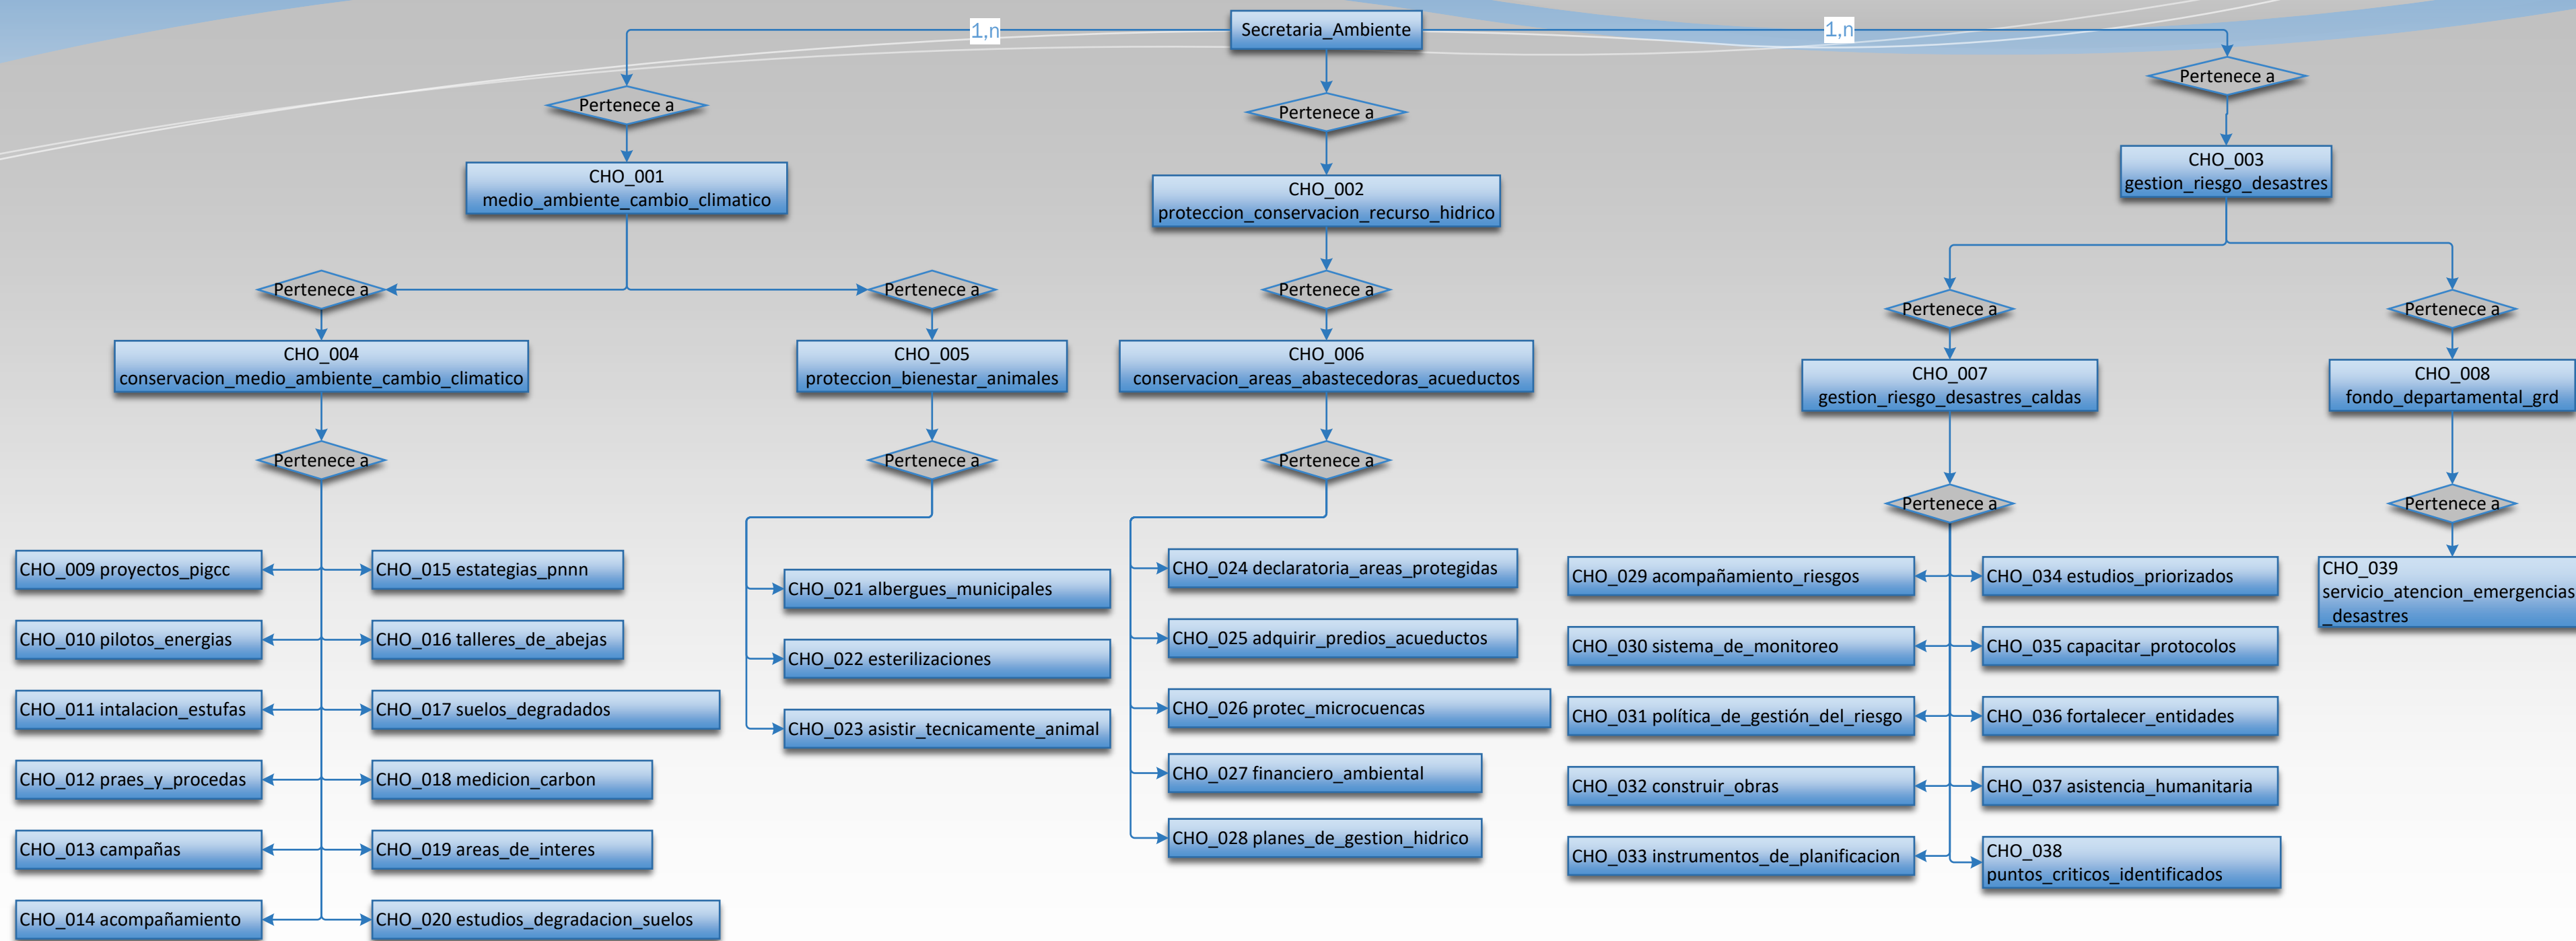 Secretaria_Ambiente
1,n
1,n
Pertenece a
Pertenece a
Pertenece a
CHO_001
medio_ambiente_cambio_climatico
CHO_002
proteccion_conservacion_recurso_hidrico
CHO_003
gestion_riesgo_desastres
Pertenece a
Pertenece a
Pertenece a
Pertenece a
Pertenece a
CHO_004
conservacion_medio_ambiente_cambio_climatico
CHO_005
proteccion_bienestar_animales
CHO_006
conservacion_areas_abastecedoras_acueductos
CHO_007
gestion_riesgo_desastres_caldas
CHO_008
fondo_departamental_grd
Pertenece a
Pertenece a
Pertenece a
Pertenece a
Pertenece a
CHO_009 proyectos_pigcc
CHO_010 pilotos_energias
CHO_011 intalacion_estufas
CHO_012 praes_y_procedas
CHO_013 campañas
CHO_014 acompañamiento
CHO_015 estategias_pnnn
CHO_016 talleres_de_abejas
CHO_017 suelos_degradados
CHO_018 medicion_carbon
CHO_019 areas_de_interes
CHO_020 estudios_degradacion_suelos
CHO_021 albergues_municipales
CHO_022 esterilizaciones
CHO_023 asistir_tecnicamente_animal
CHO_024 declaratoria_areas_protegidas
CHO_025 adquirir_predios_acueductos
CHO_026 protec_microcuencas
CHO_027 financiero_ambiental
CHO_028 planes_de_gestion_hidrico
CHO_029 acompañamiento_riesgos
CHO_030 sistema_de_monitoreo
CHO_031 política_de_gestión_del_riesgo
CHO_032 construir_obras
CHO_033 instrumentos_de_planificacion
CHO_034 estudios_priorizados
CHO_035 capacitar_protocolos
CHO_036 fortalecer_entidades
CHO_037 asistencia_humanitaria
CHO_038
puntos_criticos_identificados
CHO_039
servicio_atencion_emergencias
_desastres